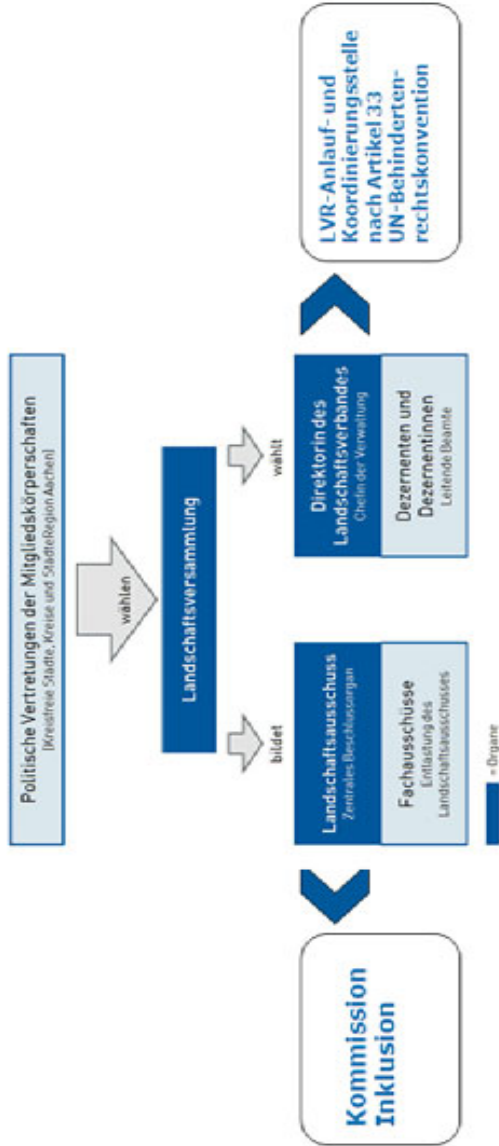 Politische Vertretungen der Mitgliedskörperschaften
(Kreisfreie Städte, Kreise und StädteRegion Aachen)
wählen
Landschaftsversammlung
bildet
wählt
Kommission
Inklusion
Landschaftsausschuss
Zentrales Beschlussorgan
Fachausschüsse
Entlastung des
Landschaftsausschusses
Direktorin des
Landschaftsverbandes
Chefin der Verwaltung
Dezernenten und
Dezernentinnen
Leitende Beamte
LVR-Anlauf- und
Koordinierungsstelle
nach Artikel 33
UN-Behinderten-
rechtskonvention
= Organe